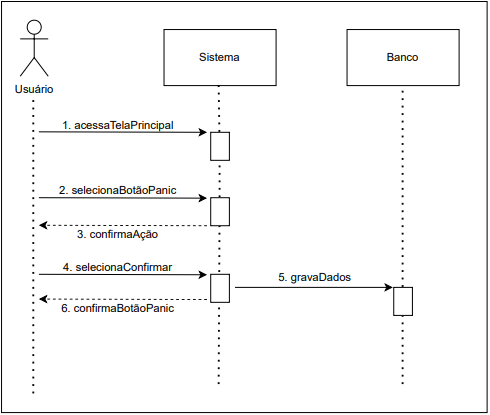 Sistema
Banco
Usuário
1. acessaTelaPrincipal
2. selecionaBotãoPanic
3. confirmaAção
4. selecionaConfirmar
5. gravaDados
6. confirmaBotãoPanic